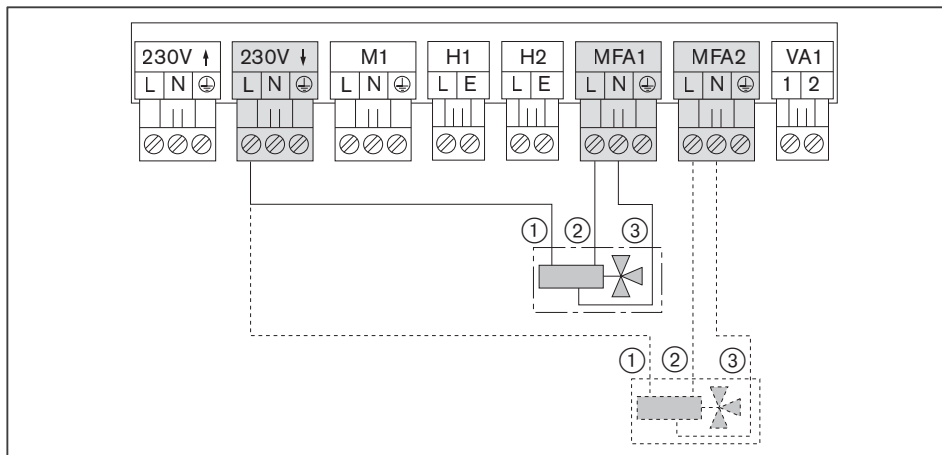 230V ↑ 230V ↓ M1 H1 H2 MFA1 MFA2 VA1
L N ⏚ L N ⏚ L N ⏚ L E L E L N ⏚ L N ⏚ 1 2
① ② ③
① ② ③